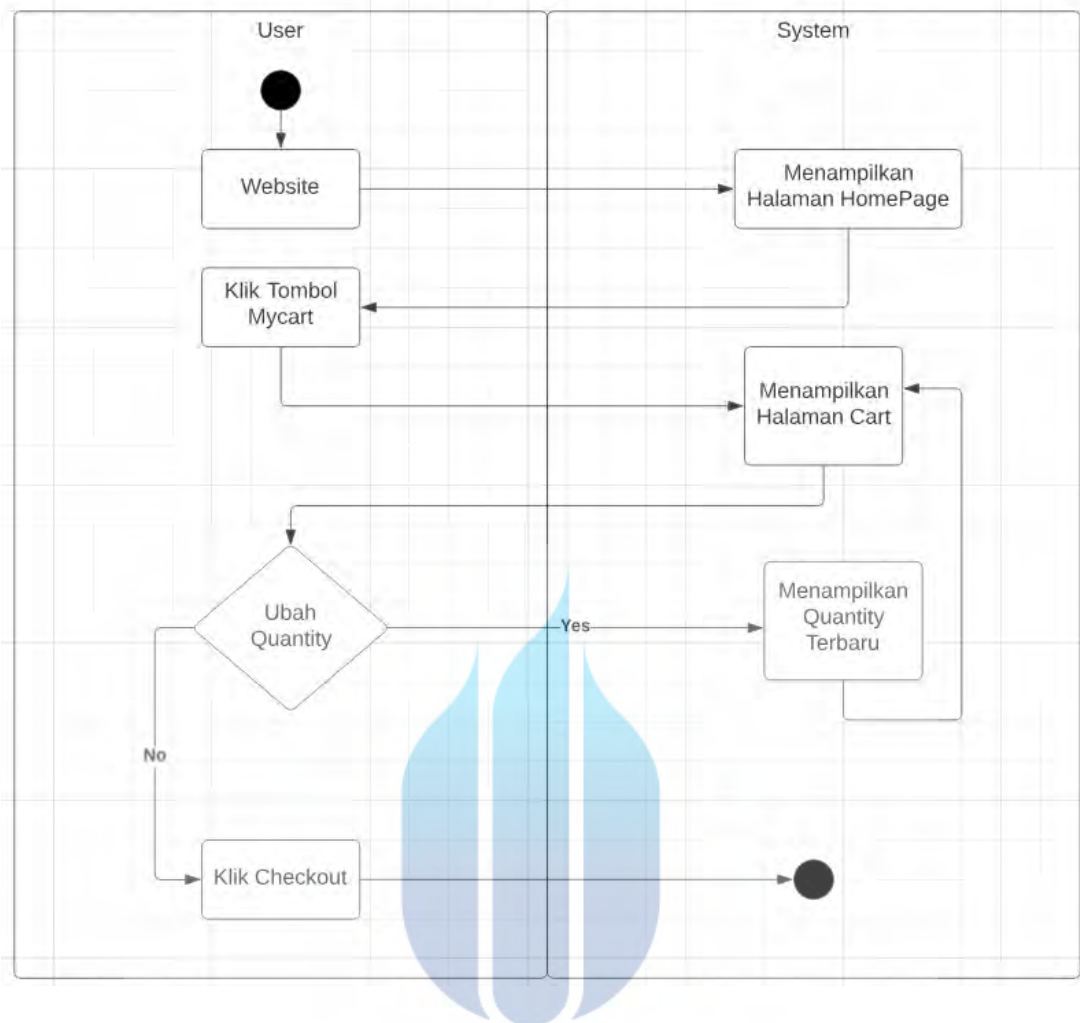 User
System
Website
Menampilkan
Halaman HomePage
Klik Tombol
Mycart
Menampilkan
Halaman Cart
Ubah
Quantity
Yes
Menampilkan
Quantity
Terbaru
No
Klik Checkout